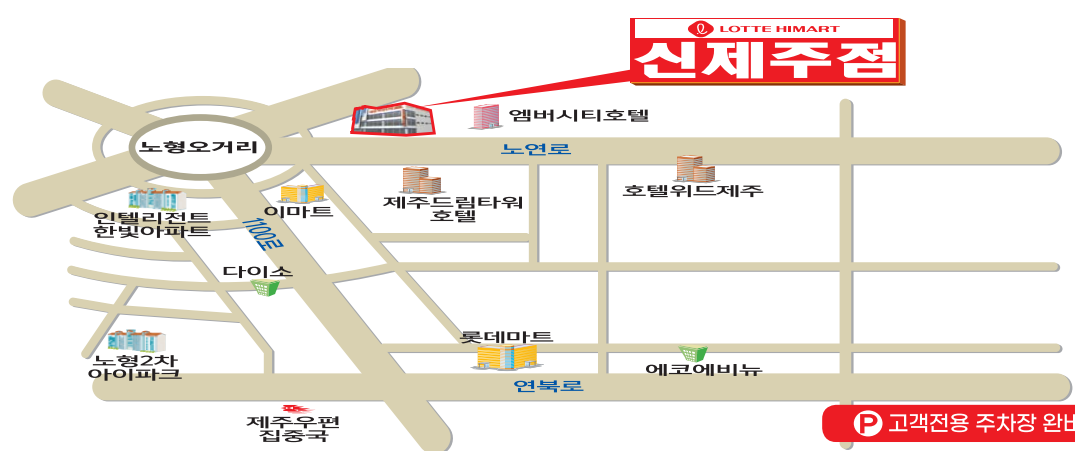 LOTTE HIMART
신제주점
엠버시티호텔
노형오거리
노연로
호텔위드제주
제주드림타워
호텔
이마트
인텔리전트
한빛아파트
1100로
다이소
롯데마트
노형2차
아이파크
에코에비뉴
연북로
제주우편
집중국
P 고객전용 주차장